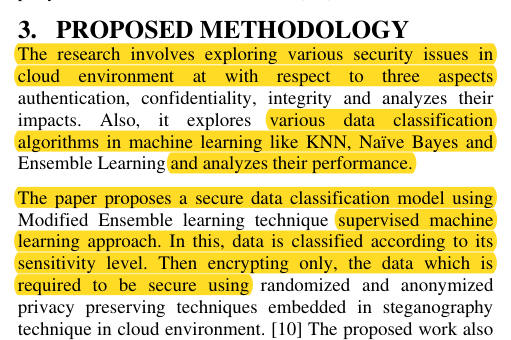 3. PROPOSED METHODOLOGY
The research involves exploring various security issues in
cloud environment at with respect to three aspects
authentication, confidentiality, integrity and analyzes their
impacts. Also, it explores various data classification
algorithms in machine learning like KNN, Naïve Bayes and
Ensemble Learning and analyzes their performance.
The paper proposes a secure data classification model using
Modified Ensemble learning technique supervised machine
learning approach. In this, data is classified according to its
sensitivity level. Then encrypting only, the data which is
required to be secure using randomized and anonymized
privacy preserving techniques embedded in steganography
technique in cloud environment. [10] The proposed work also